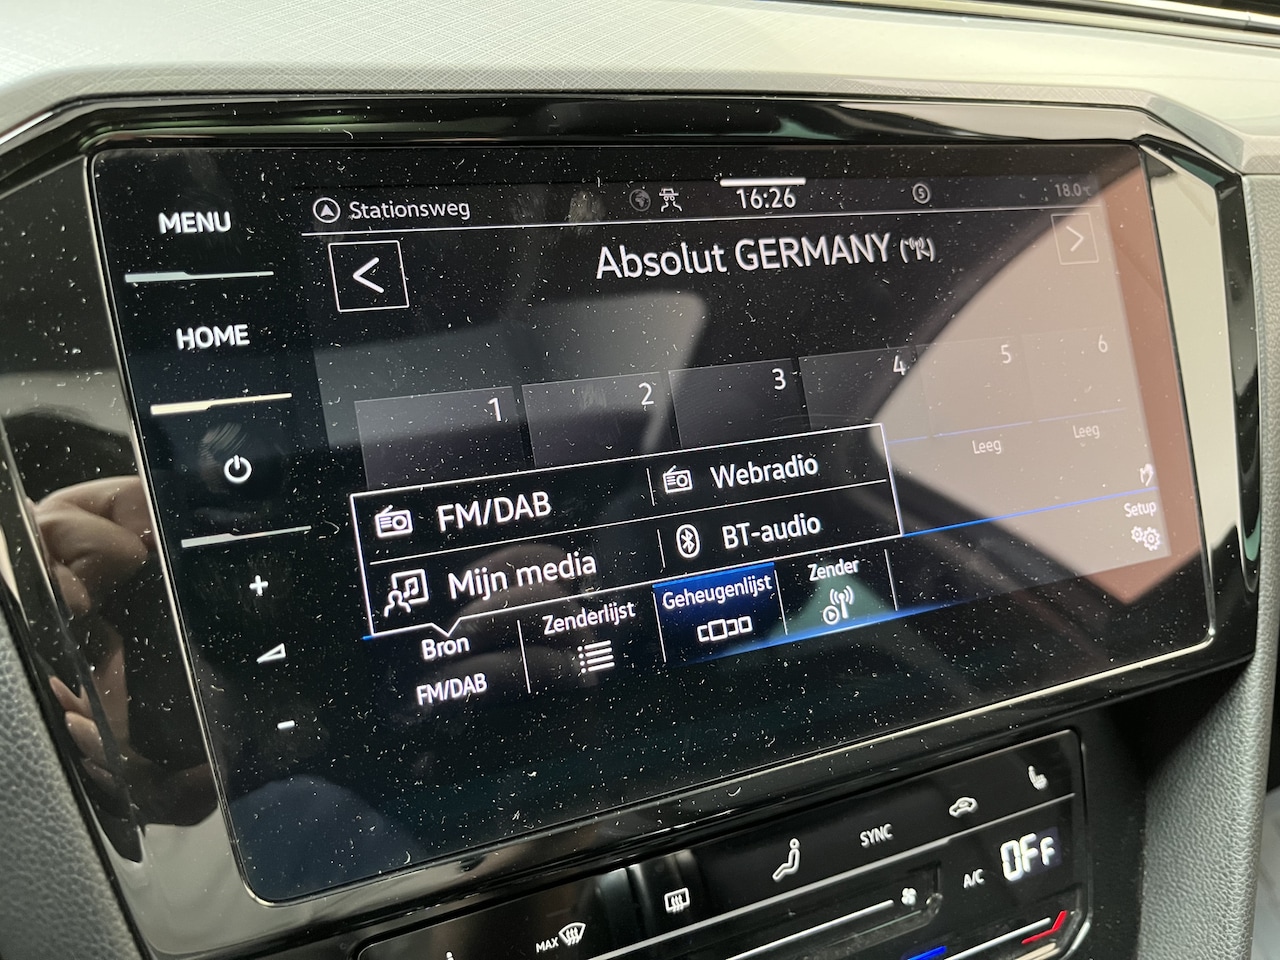 MENU
HOME
Stationsweg
16:26
S
18.0°C
Absolut GERMANY
1
2
3
4
5
6
Leeg
Leeg
FM/DAB
Webradio
Mijn media
BT-audio
Bron
FM/DAB
Zenderlijst
Geheugenlijst
Zender
Setup
+
-
SYNC
A/C
OFF
MAX